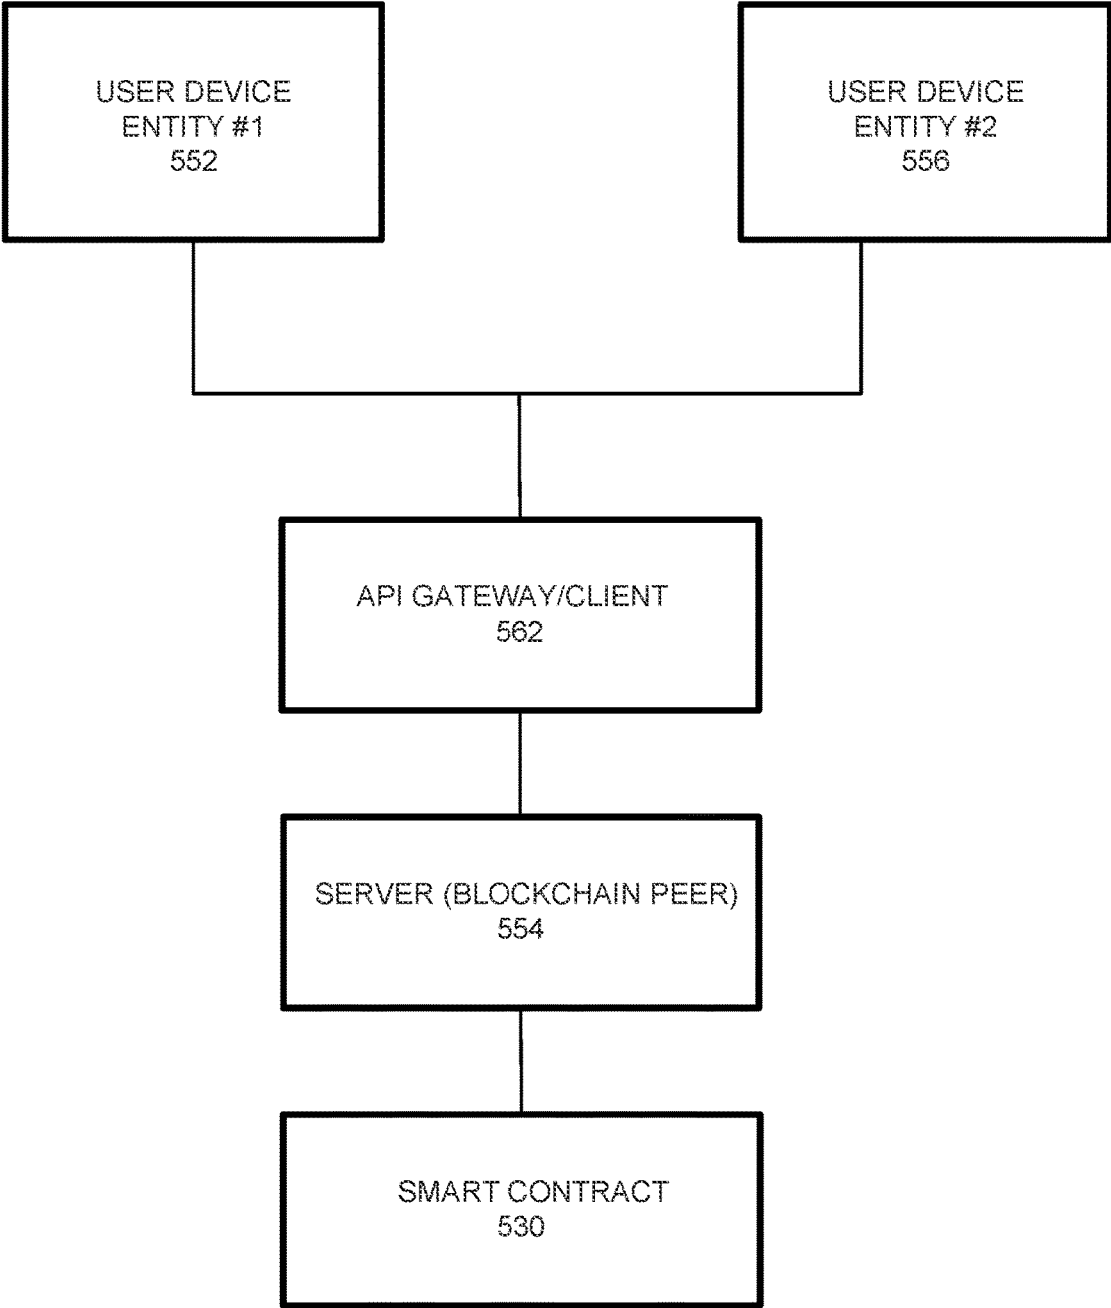 USER DEVICE
ENTITY #1
552
USER DEVICE
ENTITY #2
556
API GATEWAY/CLIENT
562
SERVER (BLOCKCHAIN PEER)
554
SMART CONTRACT
530